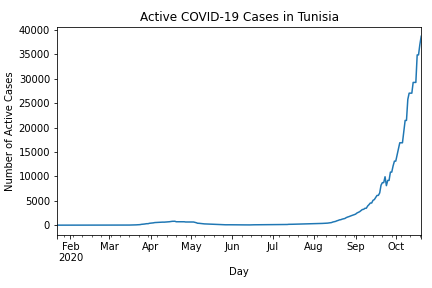 Active COVID-19 Cases in Tunisia
Number of Active Cases
40000
35000
30000
25000
20000
15000
10000
5000
0
Feb Mar Apr May Jun Jul Aug Sep Oct
2020
Day